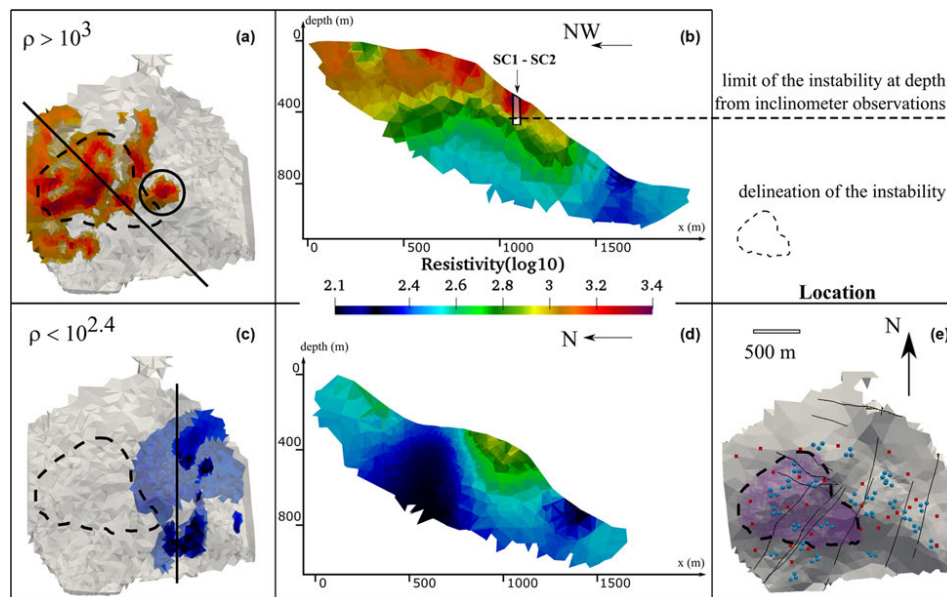 ρ > 10³
(a)
depth (m)
0
400
800
NW
SC1 - SC2
(b)
0
500
1000
1500
x (m)
limit of the instability at depth
from inclinometer observations
delineation of the instability
Resistivity(log10)
2.1 2.4 2.6 2.8 3 3.2 3.4
Location
ρ < 10^2.4
(c)
depth (m)
0
400
800
N
(d)
0
500
1000
1500
x (m)
500 m
N
(e)